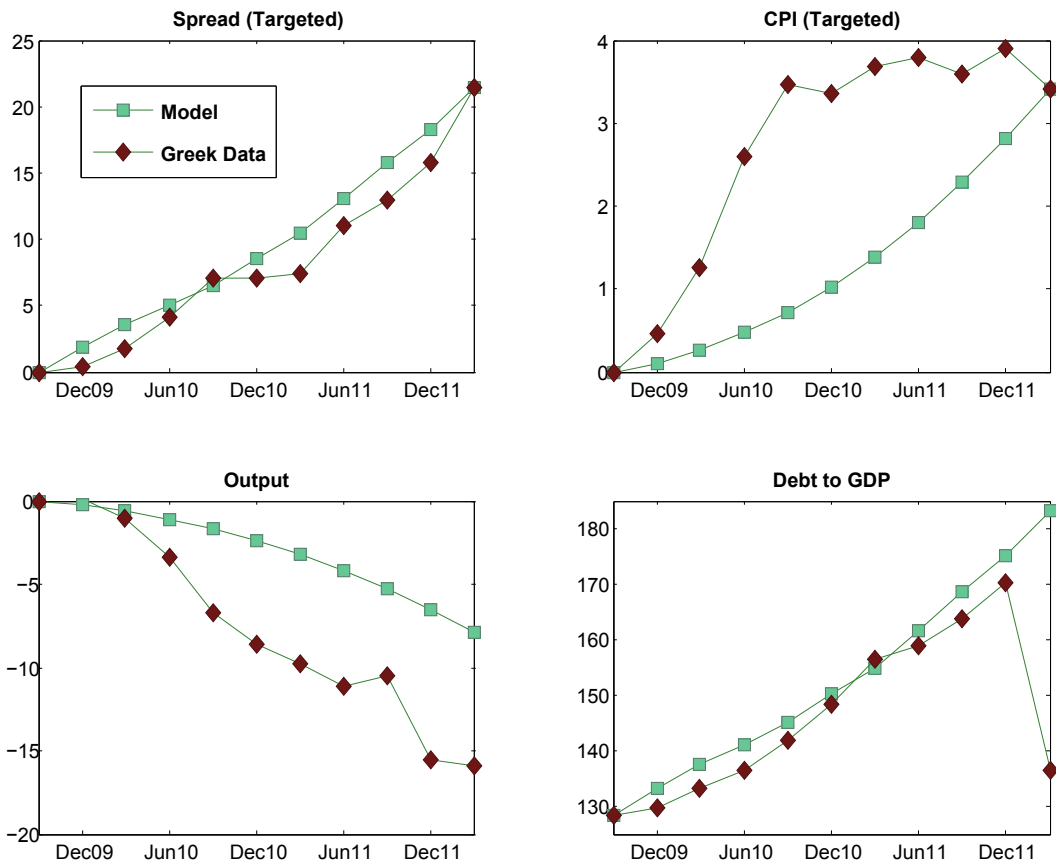 Spread (Targeted)
25
20
15
10
5
0
Dec09 Jun10 Dec10 Jun11 Dec11
Model
Greek Data
CPI (Targeted)
4
3
2
1
0
Dec09 Jun10 Dec10 Jun11 Dec11
Output
0
−5
−10
−15
−20
Dec09 Jun10 Dec10 Jun11 Dec11
Debt to GDP
180
170
160
150
140
130
Dec09 Jun10 Dec10 Jun11 Dec11